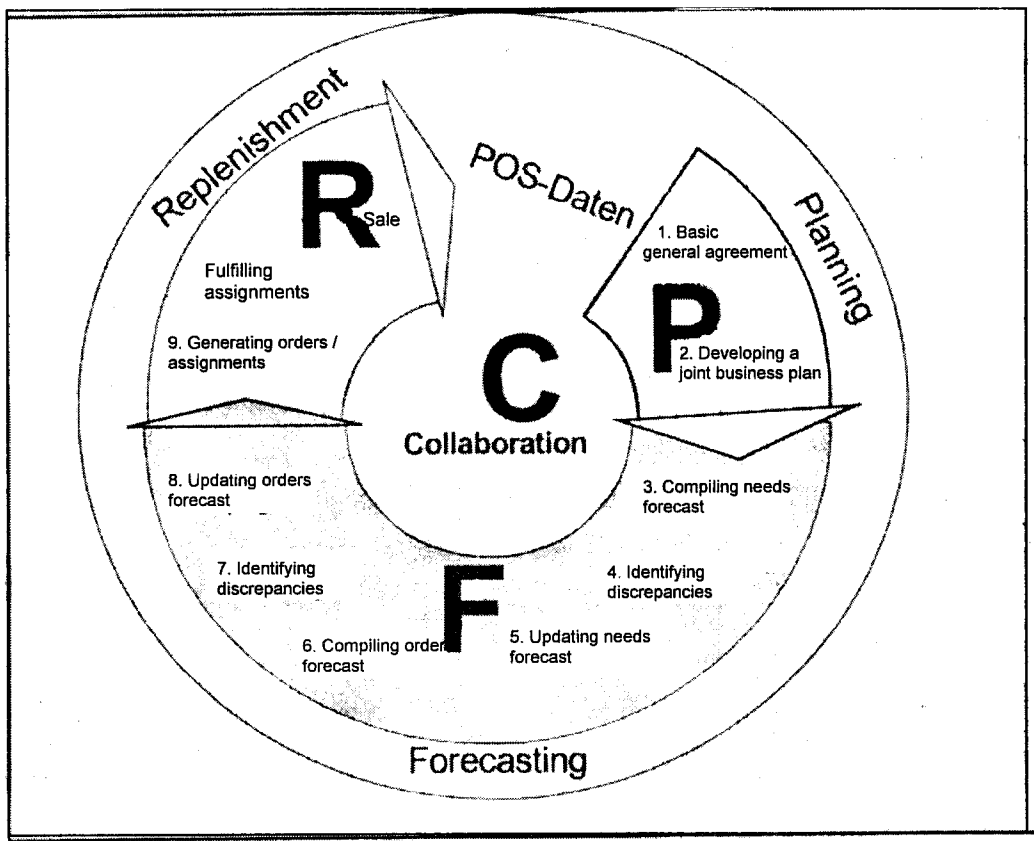 Replenishment
POS-Daten
Planning
R
Sale
Fulfilling
assignments
9. Generating orders /
assignments
1. Basic
general agreement
P
2. Developing a
joint business plan
C
Collaboration
3. Compiling needs
forecast
4. Identifying
discrepancies
5. Updating needs
forecast
F
6. Compiling order
forecast
7. Identifying
discrepancies
8. Updating orders
forecast
Forecasting